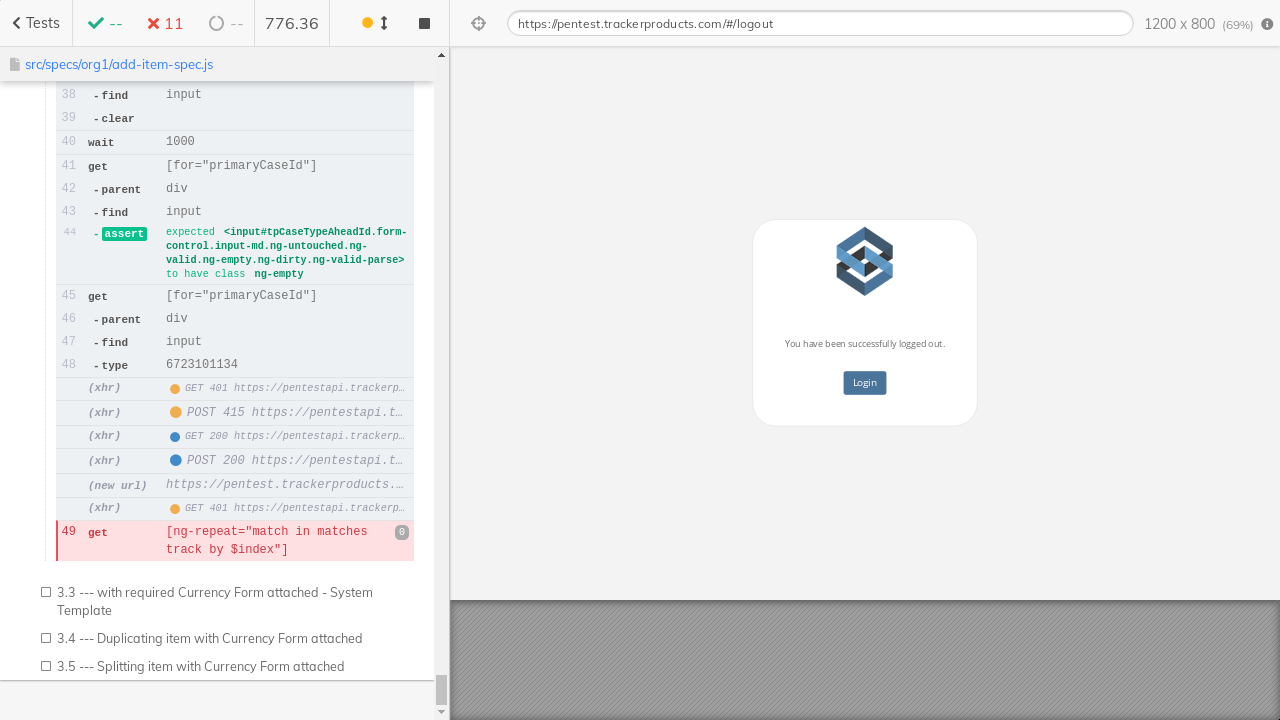 Tests
--
11
--
776.36
https://pentest.trackerproducts.com/#/logout
1200 x 800 (69%)
src/specs/org1/add-item-spec.js
38 - find input
39 - clear
40 wait 1000
41 get [for="primaryCaseId"]
42 - parent div
43 - find input
44 - assert expected <input#tpCaseTypeAheadId.form-
control.input-md.ng-untouched.ng-
valid.ng-empty.ng-dirty.ng-valid-parse>
to have class ng-empty
45 get [for="primaryCaseId"]
46 - parent div
47 - find input
48 - type 6723101134
(xhr) GET 401 https://pentestapi.trackerp…
(xhr) POST 415 https://pentestapi.t…
(xhr) GET 200 https://pentestapi.trackerp…
(xhr) POST 200 https://pentestapi.t…
(new url) https://pentest.trackerproducts.…
(xhr) GET 401 https://pentestapi.trackerp…
49 get [ng-repeat="match in matches 0
track by $index"]
3.3 --- with required Currency Form attached - System
Template
3.4 --- Duplicating item with Currency Form attached
3.5 --- Splitting item with Currency Form attached
You have been successfully logged out.
Login